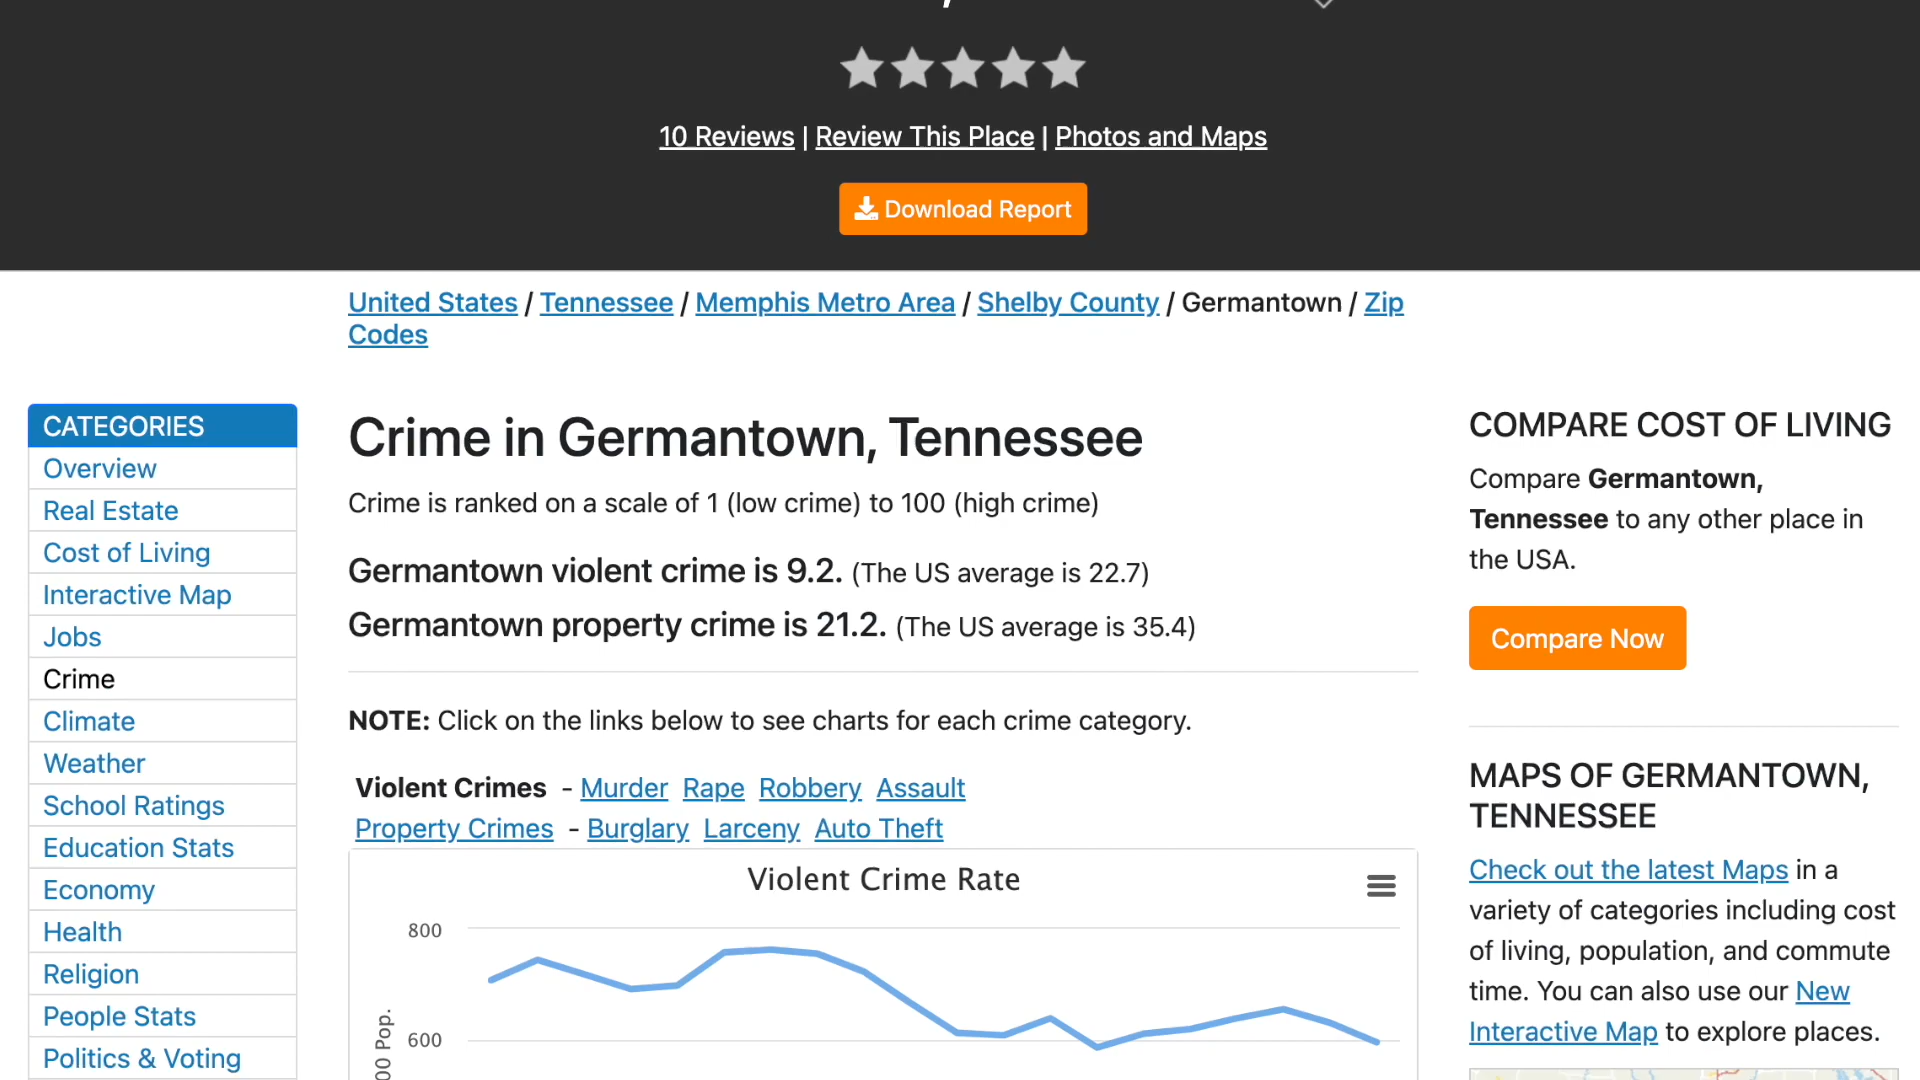 10 Reviews | Review This Place | Photos and Maps
Download Report
United States / Tennessee / Memphis Metro Area / Shelby County / Germantown / Zip
Codes
CATEGORIES
Overview
Real Estate
Cost of Living
Interactive Map
Jobs
Crime
Climate
Weather
School Ratings
Education Stats
Economy
Health
Religion
People Stats
Politics & Voting
Crime in Germantown, Tennessee
Crime is ranked on a scale of 1 (low crime) to 100 (high crime)
Germantown violent crime is 9.2. (The US average is 22.7)
Germantown property crime is 21.2. (The US average is 35.4)
NOTE: Click on the links below to see charts for each crime category.
Violent Crimes - Murder Rape Robbery Assault
Property Crimes - Burglary Larceny Auto Theft
Violent Crime Rate
800
600
00 Pop.
COMPARE COST OF LIVING
Compare Germantown,
Tennessee to any other place in
the USA.
Compare Now
MAPS OF GERMANTOWN,
TENNESSEE
Check out the latest Maps in a
variety of categories including cost
of living, population, and commute
time. You can also use our New
Interactive Map to explore places.